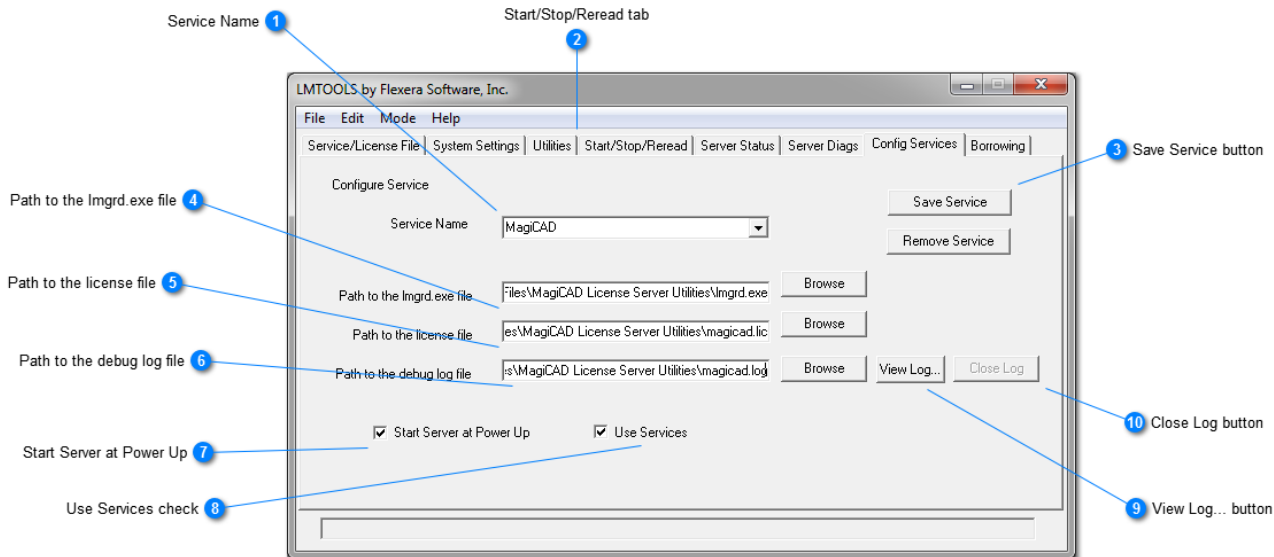 Start/Stop/Reread tab
Service Name 1
2
LMTOOLS by Flexera Software, Inc.
File Edit Mode Help
Service/License File System Settings Utilities Start/Stop/Reread Server Status Server Diags Config Services Borrowing
3 Save Service button
Configure Service
Path to the lmgrd.exe file 4
Save Service
Service Name MagiCAD
Remove Service
Path to the license file 5
Path to the lmgrd.exe file Files\MagiCAD License Server Utilities\lmgrd.exe Browse
Path to the license file es\MagiCAD License Server Utilities\magicad.lic Browse
Path to the debug log file 6
Path to the debug log file :s\MagiCAD License Server Utilities\magicad.log Browse View Log... Close Log
10 Close Log button
Start Server at Power Up Use Services
Start Server at Power Up 7
Use Services check 8
9 View Log... button